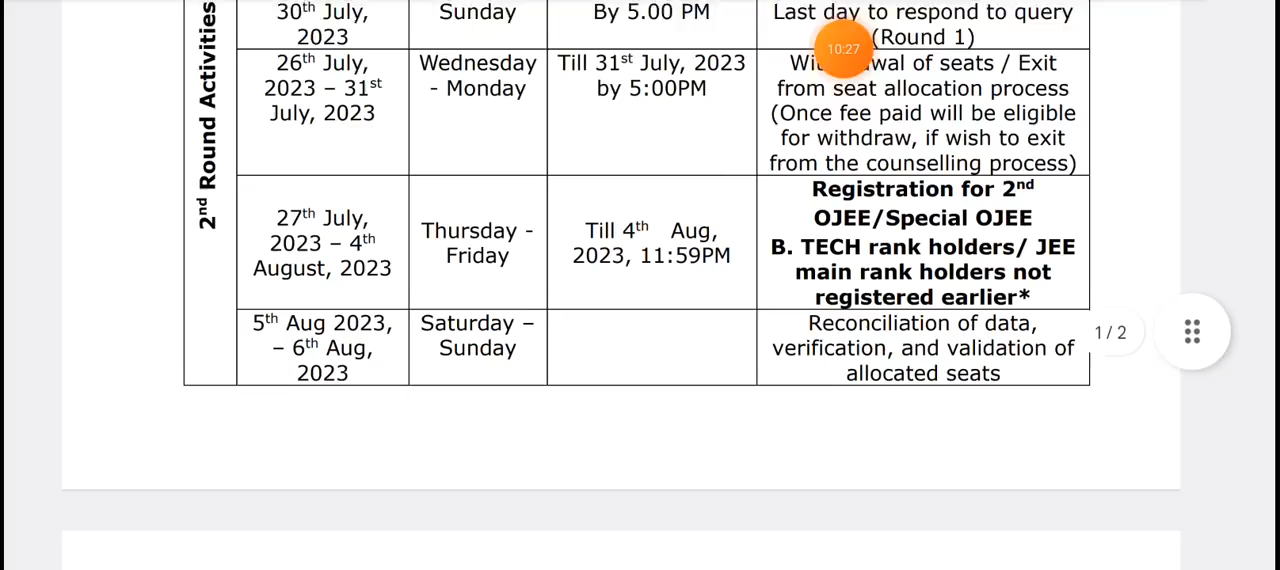 2nd Round Activities
30th July,
2023
Sunday
By 5.00 PM
Last day to respond to query
(Round 1)
10:27
26th July,
2023 – 31st
July, 2023
Wednesday
- Monday
Till 31st July, 2023
by 5:00PM
of seats / Exit
from seat allocation process
(Once fee paid will be eligible
for withdraw, if wish to exit
from the counselling process)
27th July,
2023 – 4th
August, 2023
Thursday -
Friday
Till 4th Aug,
2023, 11:59PM
Registration for 2nd
OJEE/Special OJEE
B. TECH rank holders/ JEE
main rank holders not
registered earlier*
5th Aug 2023,
– 6th Aug,
2023
Saturday –
Sunday
Reconciliation of data,
verification, and validation of
allocated seats
1/2